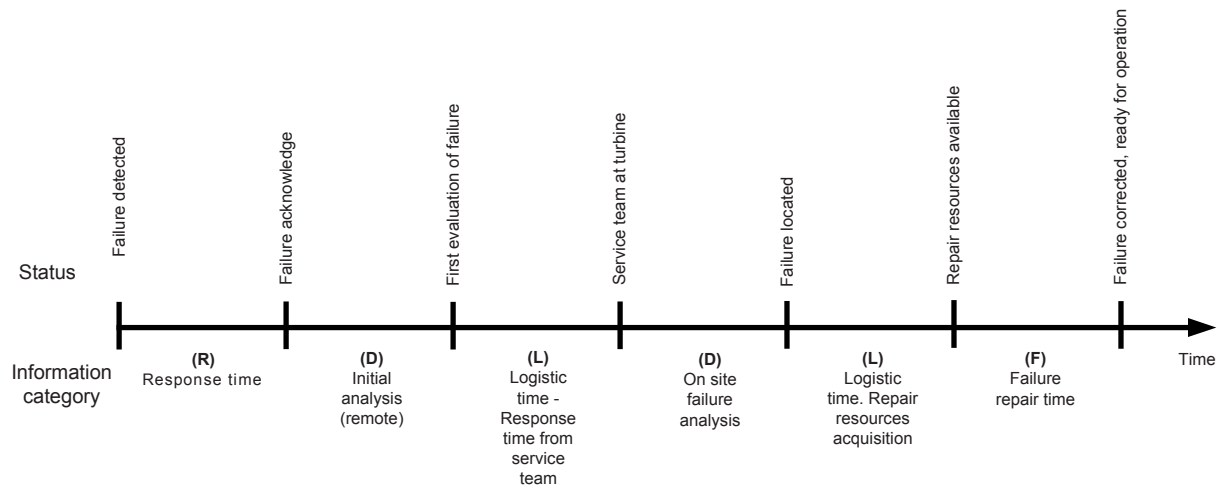 Failure detected
Failure acknowledge
First evaluation of failure
Service team at turbine
Failure located
Repair resources available
Failure corrected, ready for operation
Status
Time
Information
category
(R)
Response time
(D)
Initial
analysis
(remote)
(L)
Logistic
time -
Response
time from
service
team
(D)
On site
failure
analysis
(L)
Logistic
time. Repair
resources
acquisition
(F)
Failure
repair time